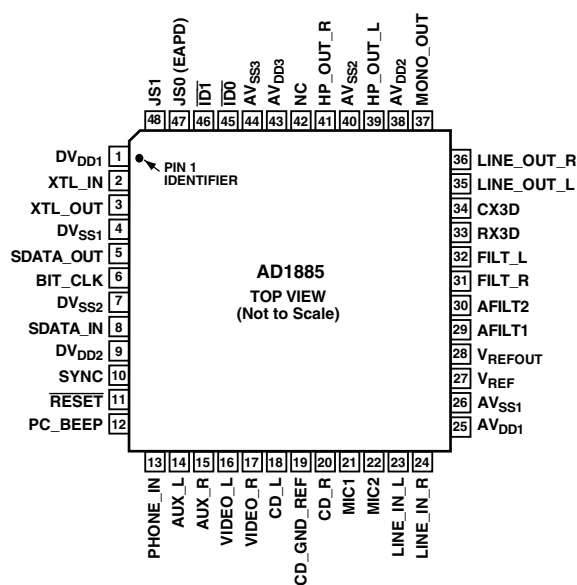 JS1
JS0 (EAPD)
ID1
ID0
AVSS3
AVDD3
NC
HP_OUT_R
AVSS2
HP_OUT_L
AVDD2
MONO_OUT
48 47 46 45 44 43 42 41 40 39 38 37
DVDD1 1
XTL_IN 2
XTL_OUT 3
DVSS1 4
SDATA_OUT 5
BIT_CLK 6
DVSS2 7
SDATA_IN 8
DVDD2 9
SYNC 10
RESET 11
PC_BEEP 12
PIN 1
IDENTIFIER
AD1885
TOP VIEW
(Not to Scale)
36 LINE_OUT_R
35 LINE_OUT_L
34 CX3D
33 RX3D
32 FILT_L
31 FILT_R
30 AFILT2
29 AFILT1
28 VREFOUT
27 VREF
26 AVSS1
25 AVDD1
13 14 15 16 17 18 19 20 21 22 23 24
PHONE_IN
AUX_L
AUX_R
VIDEO_L
VIDEO_R
CD_L
CD_GND_REF
CD_R
MIC1
MIC2
LINE_IN_L
LINE_IN_R